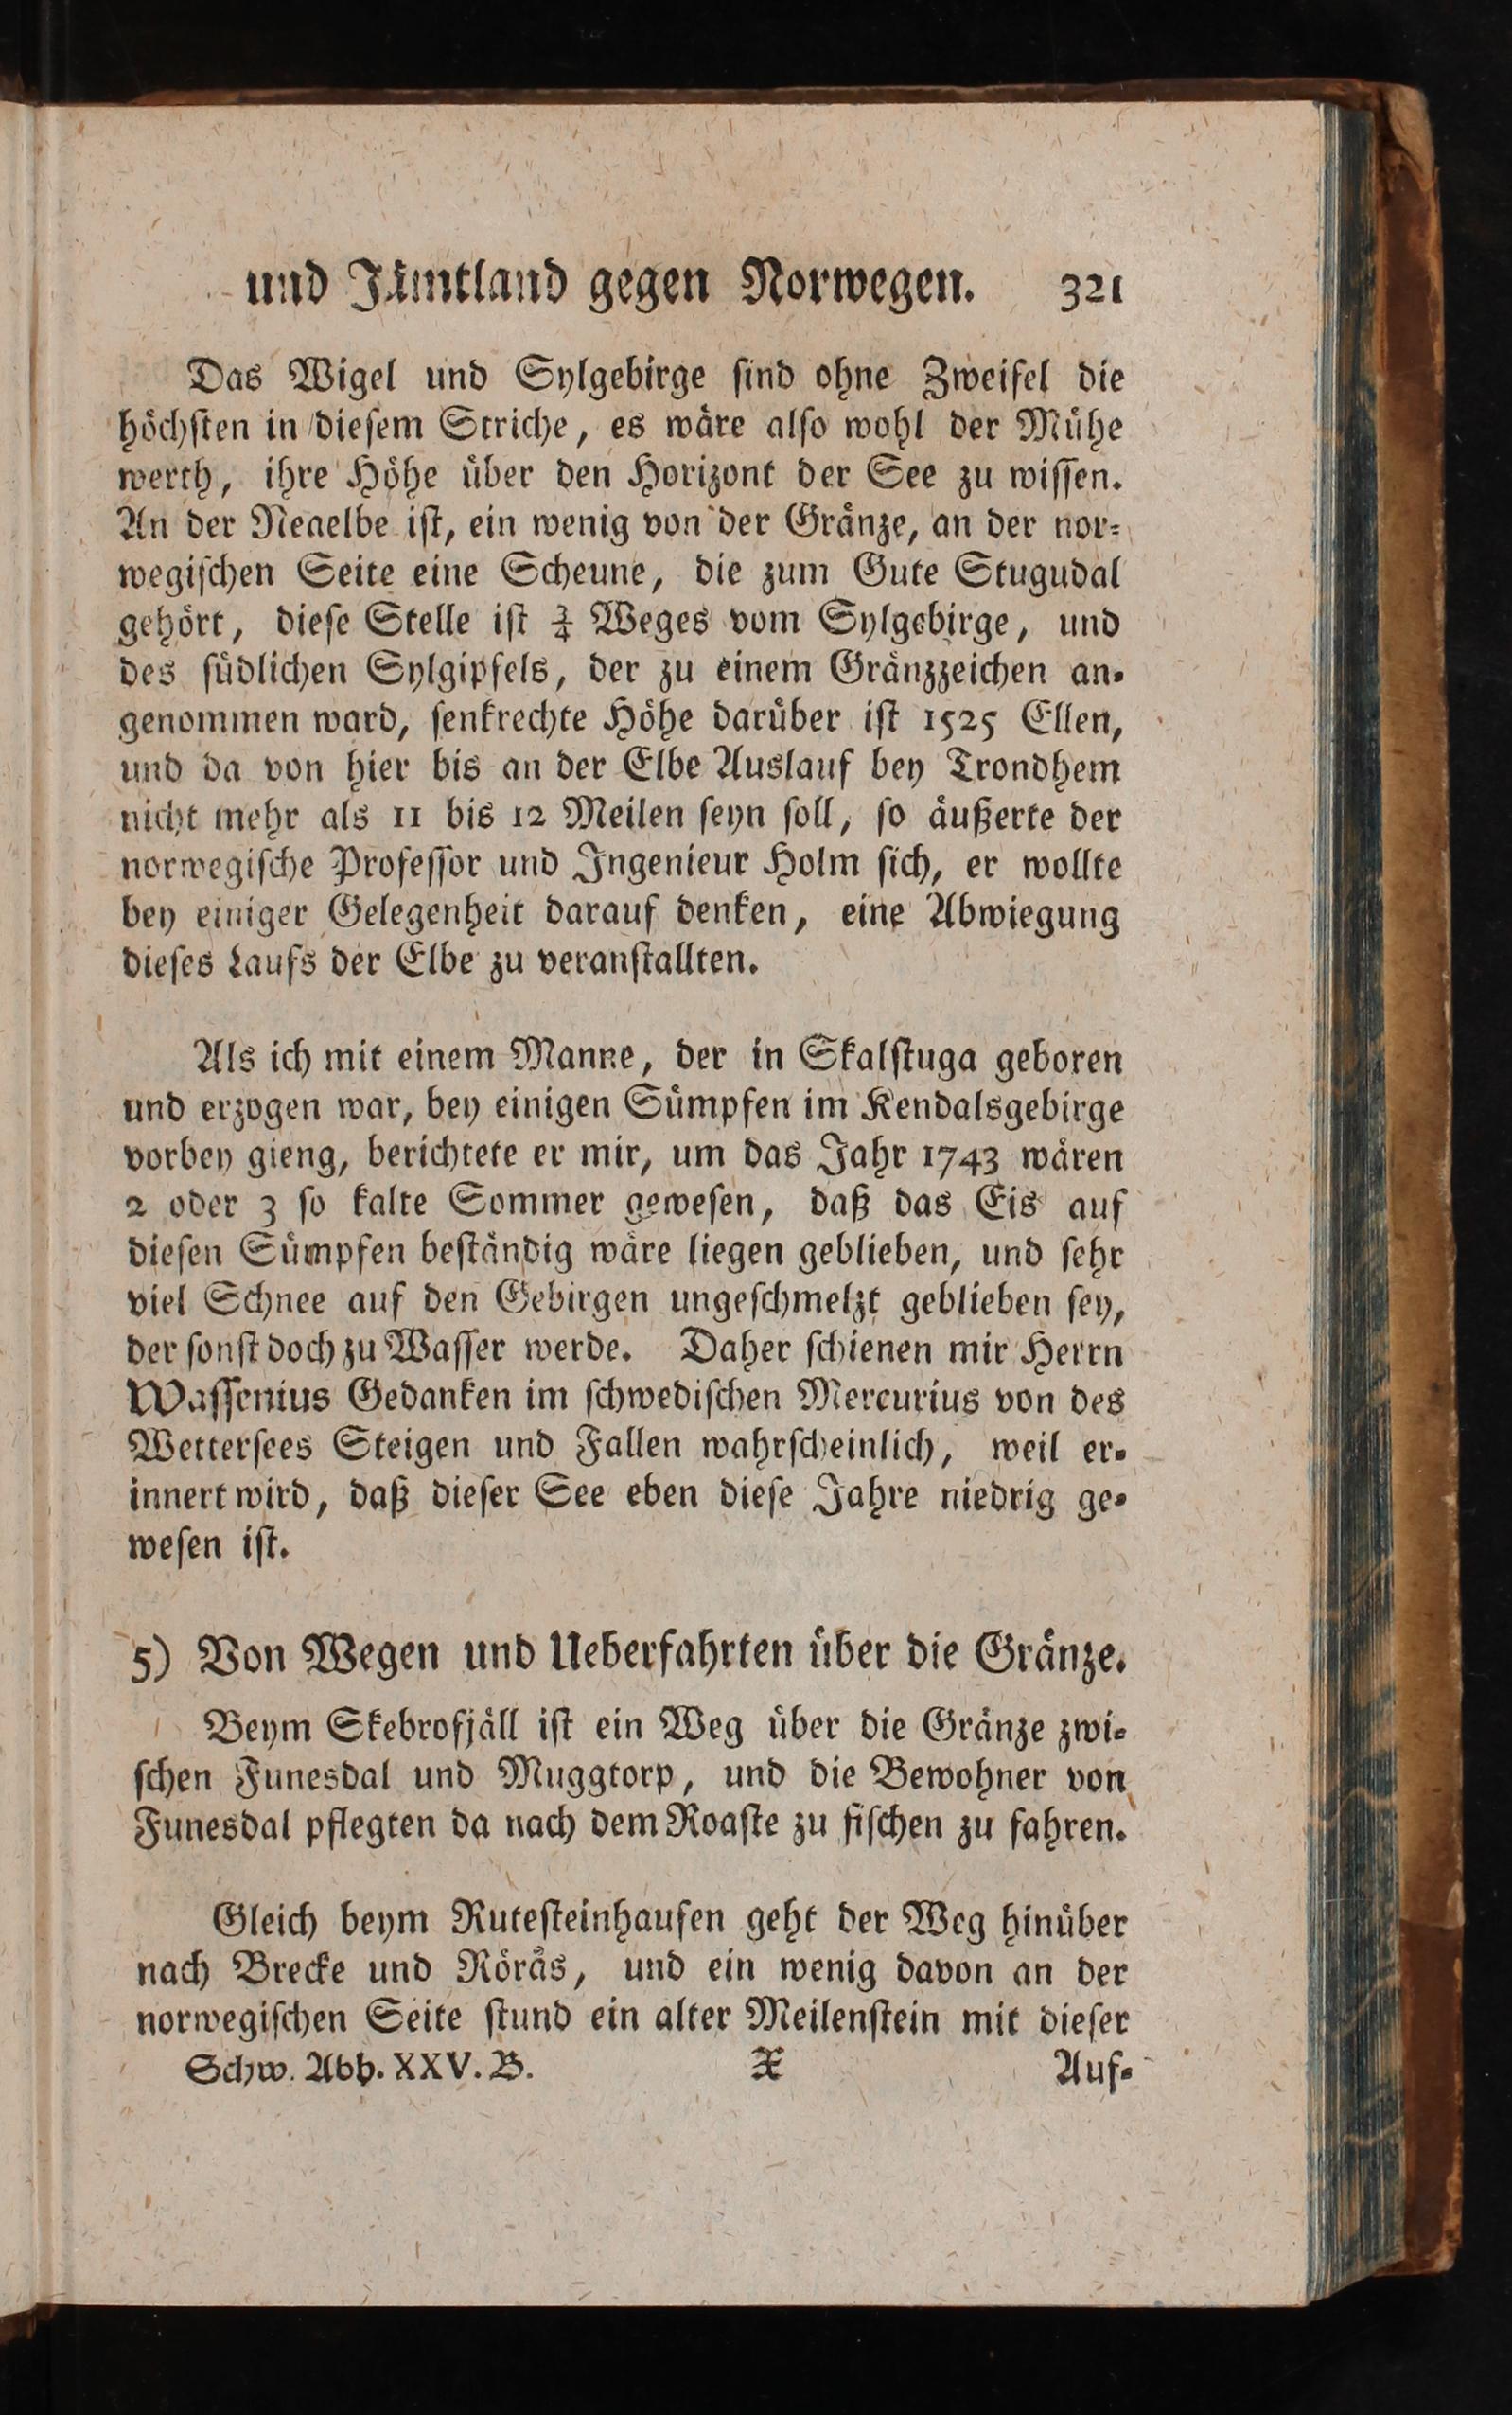 und Jämtland gegen Norwegen. 321
Das Wigel und Sylgebirge ſind ohne Zweifel die
höchſten in dieſem Striche, es wäre alſo wohl der Mühe
werth, ihre Höhe über den Horizont der See zu wiſſen.
An der Neaelbe iſt, ein wenig von der Gränze, an der nor-
wegiſchen Seite eine Scheune, die zum Gute Stugudal
gehört, dieſe Stelle iſt ¾ Weges vom Sylgebirge, und
des ſüdlichen Sylgipfels, der zu einem Gränzzeichen an-
genommen ward, ſenkrechte Höhe darüber iſt 1525 Ellen,
und da von hier bis an der Elbe Auslauf bey Trondhem
nicht mehr als 11 bis 12 Meilen ſeyn ſoll, ſo äußerte der
norwegiſche Profeſſor und Ingenieur Holm ſich, er wollte
bey einiger Gelegenheit darauf denken, eine Abwiegung
dieſes Laufs der Elbe zu veranſtallten.
Als ich mit einem Manne, der in Skalſtuga geboren
und erzogen war, bey einigen Sümpfen im Kendalsgebirge
vorbey gieng, berichtete er mir, um das Jahr 1743 wären
2 oder 3 ſo kalte Sommer geweſen, daß das Eis auf
dieſen Sümpfen beſtändig wäre liegen geblieben, und ſehr
viel Schnee auf den Gebirgen ungeſchmelzt geblieben ſey,
der ſonſt doch zu Waſſer werde. Daher ſchienen mir Herrn
Waſſenius Gedanken im ſchwediſchen Mercurius von des
Wetterſees Steigen und Fallen wahrſcheinlich, weil er-
innert wird, daß dieſer See eben dieſe Jahre niedrig ge-
weſen iſt.
5) Von Wegen und Ueberfahrten über die Gränze.
Beym Skebrofjäll iſt ein Weg über die Gränze zwi-
ſchen Funesdal und Muggtorp, und die Bewohner von
Funesdal pflegten da nach dem Roaſte zu fiſchen zu fahren.
Gleich beym Ruteſteinhaufen geht der Weg hinüber
nach Brecke und Rörås, und ein wenig davon an der
norwegiſchen Seite ſtund ein alter Meilenſtein mit dieſer
Schw. Abh. XXV. B. X Auf-